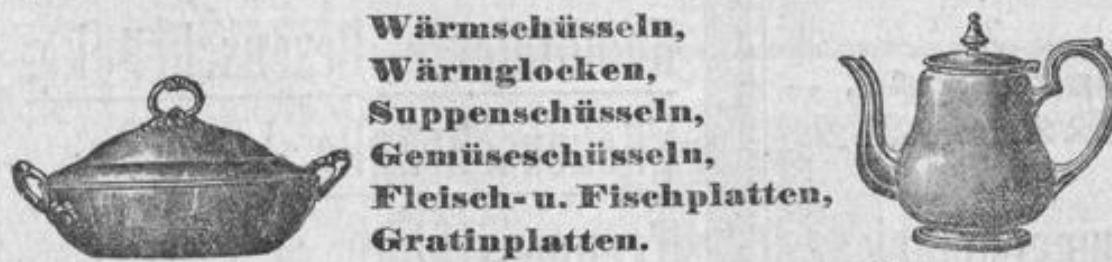 Wärmschüsseln,
Wärmglocken,
Suppenschüsseln,
Gemüseschüsseln,
Fleisch- u. Fischplatten,
Gratinplatten.